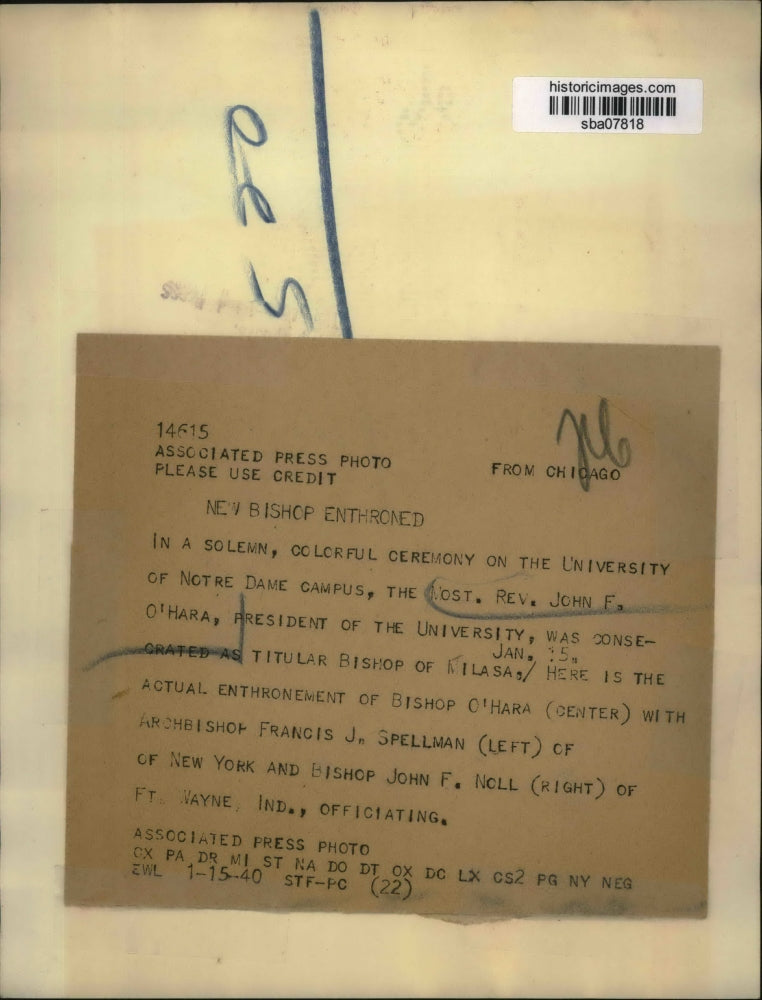 historicimages.com
sba07818
14615
ASSOCIATED PRESS PHOTO
PLEASE USE CREDIT
FROM CHICAGO
NEW BISHOP ENTHRONED
IN A SOLEMN, COLORFUL CEREMONY ON THE UNIVERSITY
OF NOTRE DAME CAMPUS, THE MOST. REV. JOHN F.
O'HARA, PRESIDENT OF THE UNIVERSITY, WAS CONSE-
JAN. 15.
CRATED AS TITULAR BISHOP OF MILASA,/ HERE IS THE
ACTUAL ENTHRONEMENT OF BISHOP O'HARA (CENTER) WITH
ARCHBISHOP FRANCIS J. SPELLMAN (LEFT) OF
OF NEW YORK AND BISHOP JOHN F. NOLL (RIGHT) OF
FT. WAYNE, IND., OFFICIATING.
ASSOCIATED PRESS PHOTO
CX PA DR MI ST NA DO DT OX DC LX CS2 PG NY NEG
EWL 1-15-40 STF-PC (22)